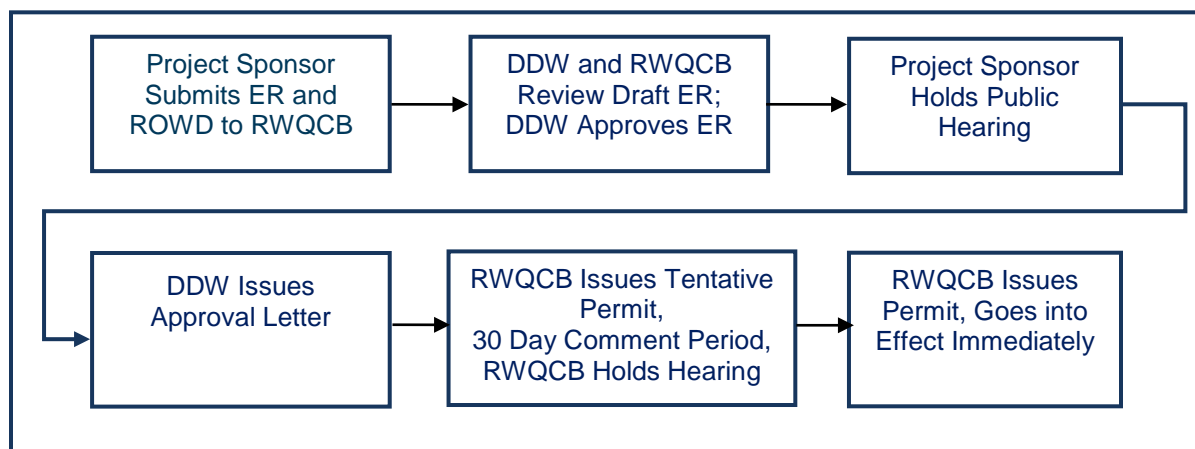 Project Sponsor
Submits ER and
ROWD to RWQCB
DDW and RWQCB
Review Draft ER;
DDW Approves ER
Project Sponsor
Holds Public
Hearing
DDW Issues
Approval Letter
RWQCB Issues Tentative
Permit,
30 Day Comment Period,
RWQCB Holds Hearing
RWQCB Issues
Permit, Goes into
Effect Immediately